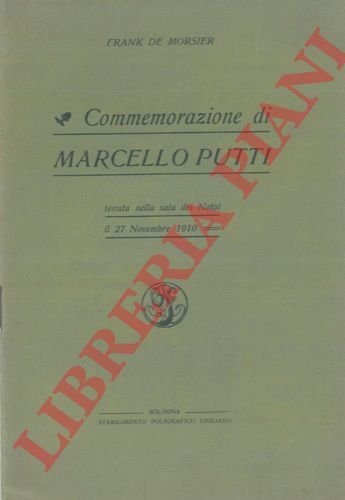 FRANK DE MORSIER
Commemorazione di
MARCELLO PUTTI
tenuta nella sala dei Notai
il 27 Novembre 1910
BOLOGNA
STABILIMENTO POLIGRAFICO EMILIANO
LIBRERIA PIANI